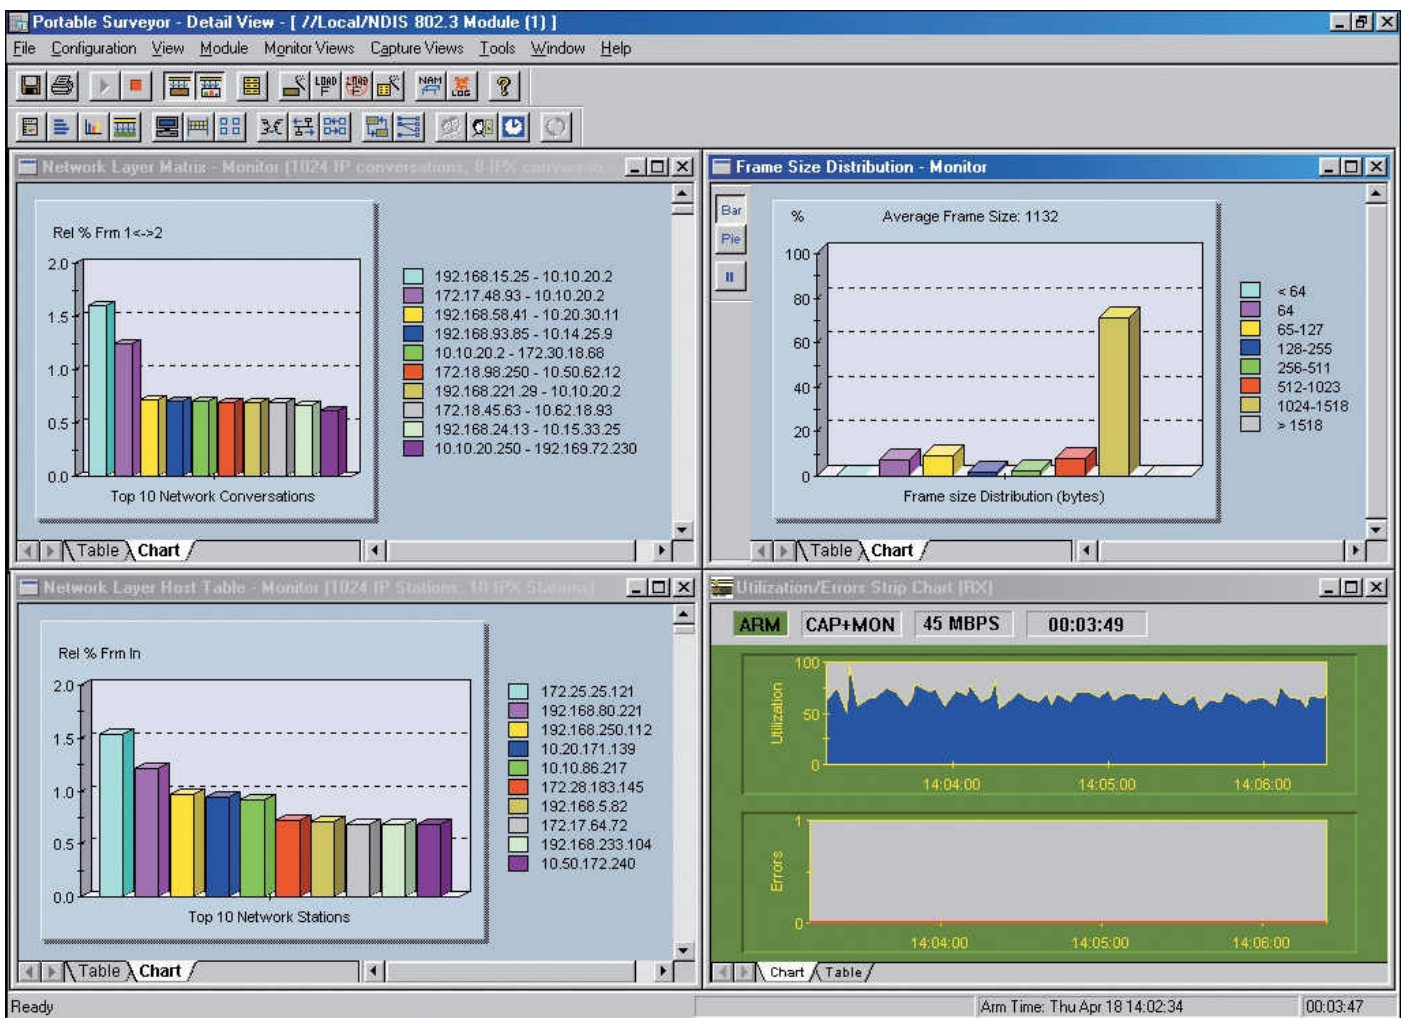 Portable Surveyor - Detail View - [ //Local/NDIS 802.3 Module (1) ]
File Configuration View Module Monitor Views Capture Views Tools Window Help
LOAD F
LOAD F
NAM
LOG
?
Network Layer Matrix - Monitor [1024 IP conversations, 8 IPX
Rel % Frm 1<->2
2.0
1.5
1.0
0.5
0.0
Top 10 Network Conversations
192.168.15.25 - 10.10.20.2
172.17.48.93 - 10.10.20.2
192.168.58.41 - 10.20.30.11
192.168.93.85 - 10.14.25.9
10.10.20.2 - 172.30.18.68
172.18.98.250 - 10.50.62.12
192.168.221.29 - 10.10.20.2
172.18.45.63 - 10.62.18.93
192.168.24.13 - 10.15.33.25
10.10.20.250 - 192.169.72.230
Table Chart
Frame Size Distribution - Monitor
Bar
Pie
% Average Frame Size: 1132
100
80
60
40
20
0
Frame size Distribution (bytes)
< 64
64
65-127
128-255
256-511
512-1023
1024-1518
> 1518
Table Chart
Network Layer Host Table - Monitor [1024 IP Stations, 10 IPX Stations]
Rel % Frm In
2.0
1.5
1.0
0.5
0.0
Top 10 Network Stations
172.25.25.121
192.168.80.221
192.168.250.112
10.20.171.139
10.10.86.217
172.28.183.145
192.168.5.82
172.17.64.72
192.168.233.104
10.50.172.240
Table Chart
Utilization/Errors Strip Chart (RX)
ARM CAP+MON 45 MBPS 00:03:49
Utilization
100
50
0
14:04:00 14:05:00 14:06:00
Errors
1
0
14:04:00 14:05:00 14:06:00
Chart Table
Ready Arm Time: Thu Apr 18 14:02:34 00:03:47